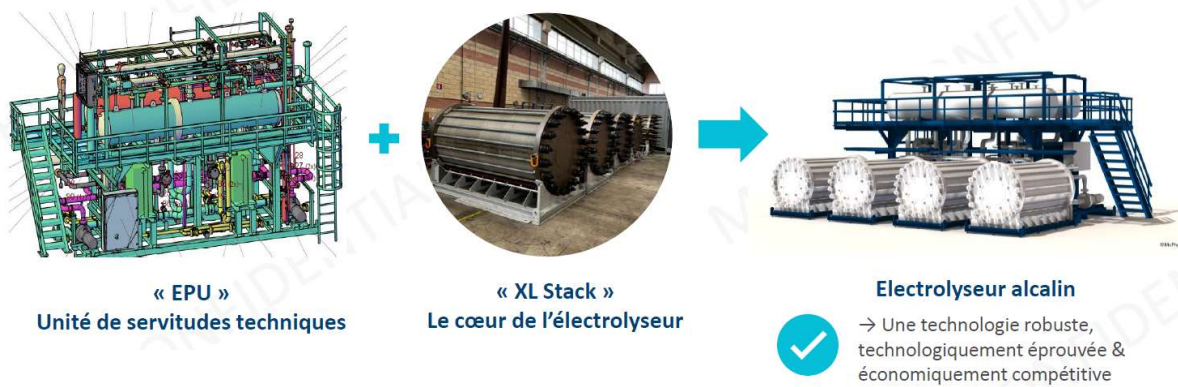 « EPU »
Unité de servitudes techniques
« XL Stack »
Le cœur de l’électrolyseur
Electrolyseur alcalin
→ Une technologie robuste,
technologiquement éprouvée &
économiquement compétitive